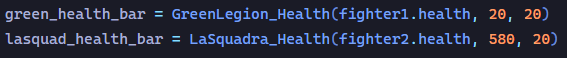 green_health_bar = GreenLegion_Health(fighter1.health, 20, 20)
lasquad_health_bar = LaSquadra_Health(fighter2.health, 580, 20)